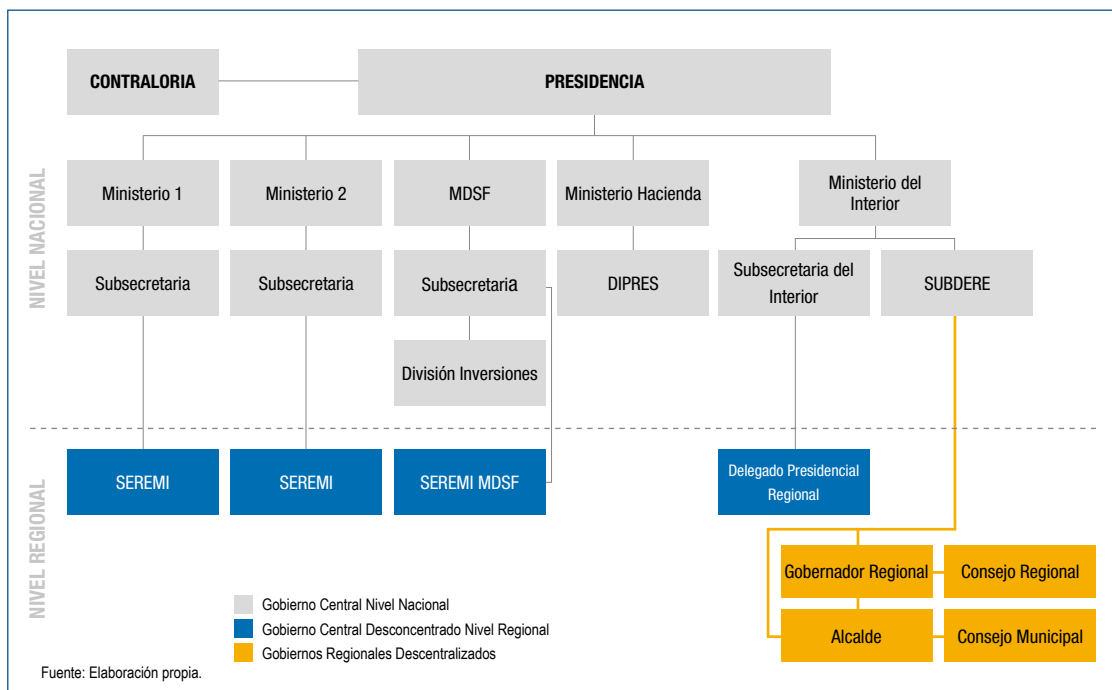 CONTRALORIA
PRESIDENCIA
NIVEL NACIONAL
Ministerio 1
Ministerio 2
MDSF
Ministerio Hacienda
Ministerio del
Interior
Subsecretaria
Subsecretaria
Subsecretaria
DIPRES
Subsecretaria del
Interior
SUBDERE
División Inversiones
NIVEL REGIONAL
SEREMI
SEREMI
SEREMI MDSF
Delegado Presidencial
Regional
Gobernador Regional
Consejo Regional
Alcalde
Consejo Municipal
Gobierno Central Nivel Nacional
Gobierno Central Desconcentrado Nivel Regional
Gobiernos Regionales Descentralizados
Fuente: Elaboración propia.